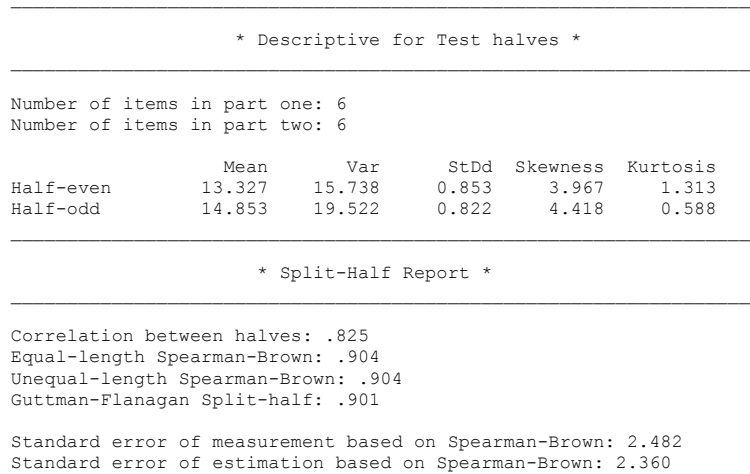 * Descriptive for Test halves *
Number of items in part one: 6
Number of items in part two: 6
Mean Var StDd Skewness Kurtosis
Half-even 13.327 15.738 0.853 3.967 1.313
Half-odd 14.853 19.522 0.822 4.418 0.588
* Split-Half Report *
Correlation between halves: .825
Equal-length Spearman-Brown: .904
Unequal-length Spearman-Brown: .904
Guttman-Flanagan Split-half: .901
Standard error of measurement based on Spearman-Brown: 2.482
Standard error of estimation based on Spearman-Brown: 2.360